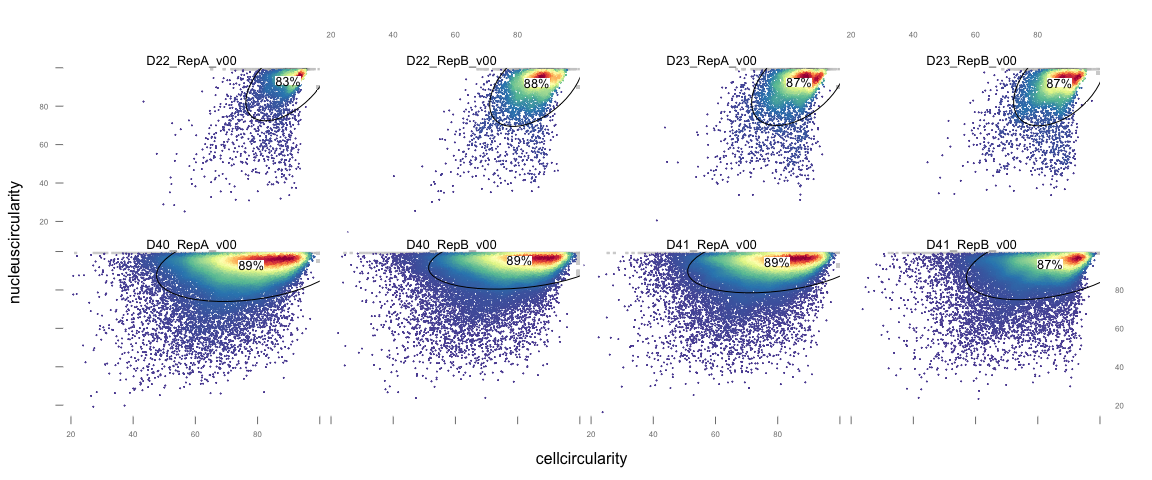 20 40 60 80 20 40 60 80
D22_RepA_v00 D22_RepB_v00 D23_RepA_v00 D23_RepB_v00
83% 88% 87% 87%
80
60
40
20
nucleuscircularity
D40_RepA_v00 D40_RepB_v00 D41_RepA_v00 D41_RepB_v00
89% 89% 89% 87%
80
60
40
20
20 40 60 80 20 40 60 80
cellcircularity